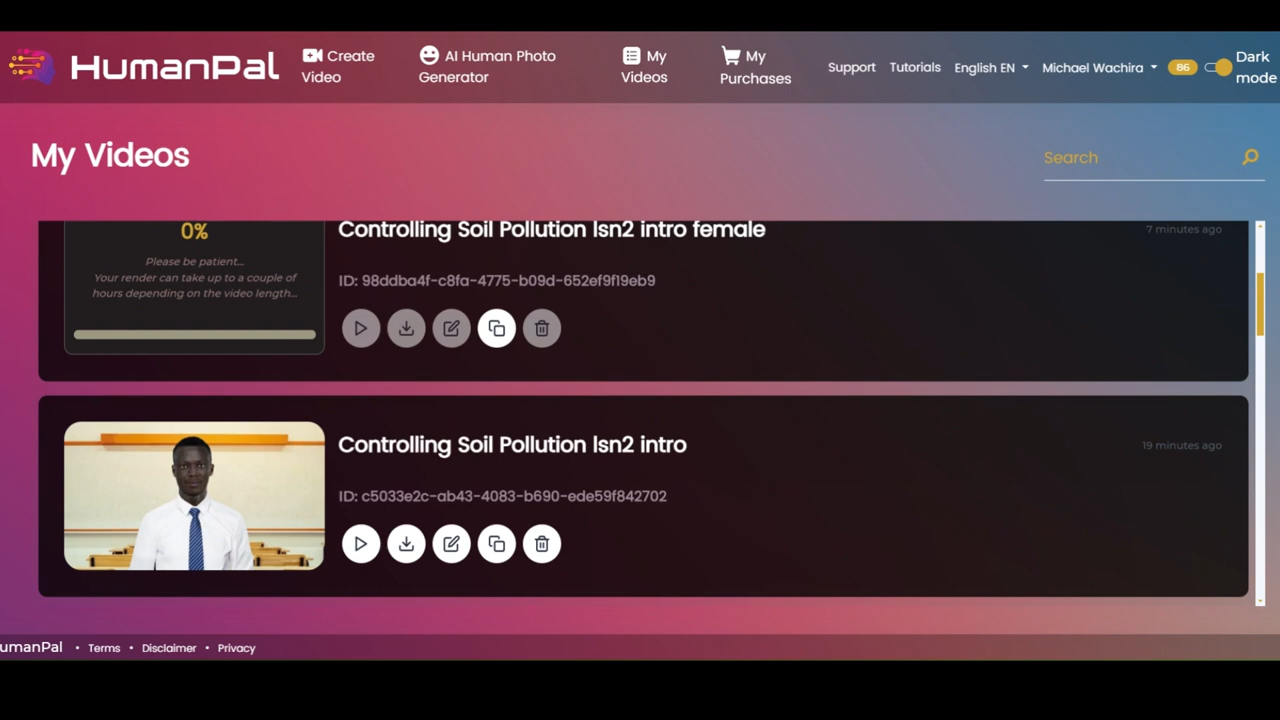 HumanPal
Create Video
AI Human Photo Generator
My Videos
My Purchases
Support
Tutorials
English EN
Michael Wachira
86
Dark mode
My Videos
Search
0%
Please be patient...
Your render can take up to a couple of
hours depending on the video length...
Controlling Soil Pollution lsn2 intro female
7 minutes ago
ID: 98ddba4f-c8fa-4775-b09d-652ef9f19eb9
Controlling Soil Pollution lsn2 intro
19 minutes ago
ID: c5033e2c-ab43-4083-b690-ede59f842702
umanPal • Terms • Disclaimer • Privacy